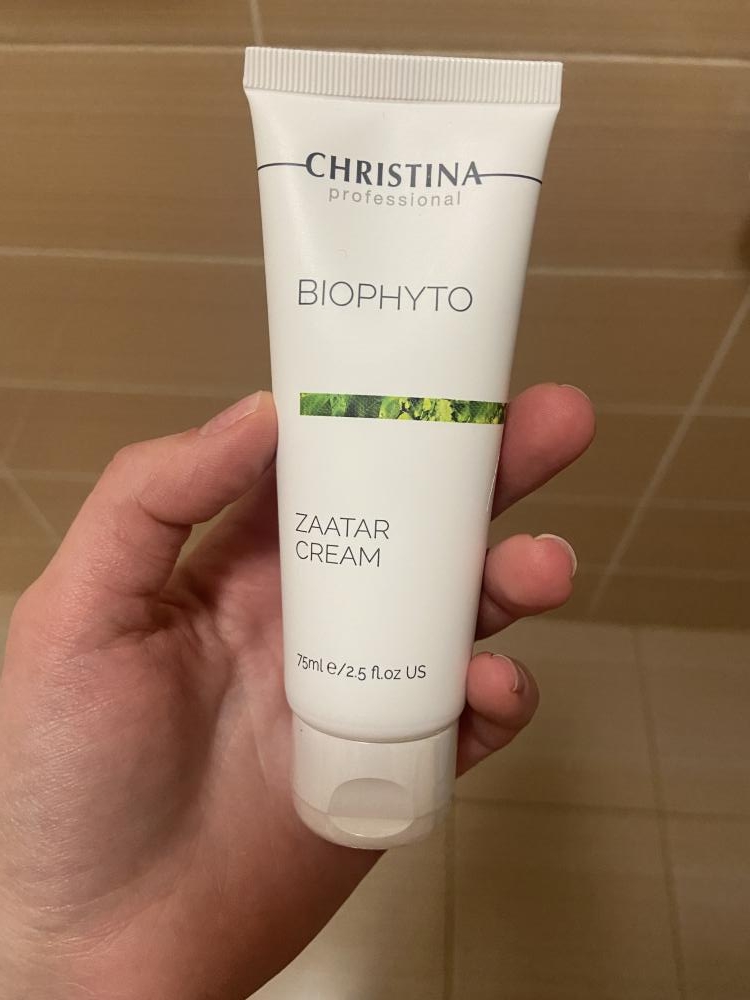 CHRISTINA
professional
BIOPHYTO
ZAATAR
CREAM
75ml e/2.5 fl.oz US